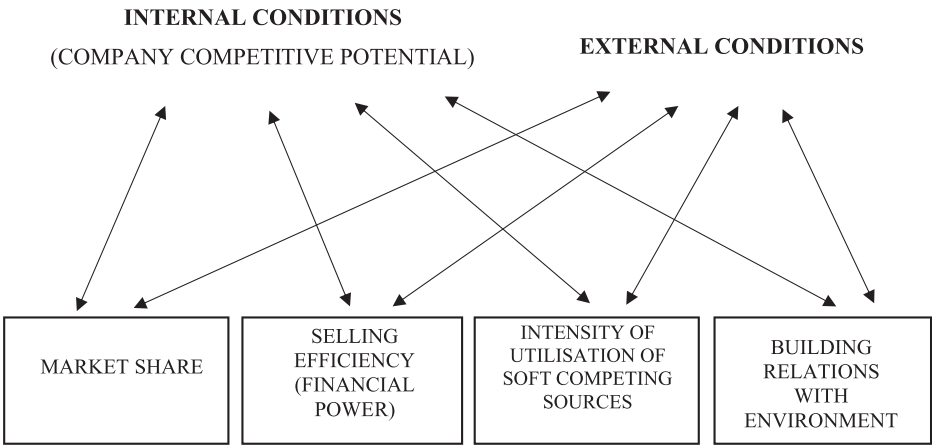 INTERNAL CONDITIONS
(COMPANY COMPETITIVE POTENTIAL)
EXTERNAL CONDITIONS
MARKET SHARE
SELLING
EFFICIENCY
(FINANCIAL
POWER)
INTENSITY OF
UTILISATION OF
SOFT COMPETING
SOURCES
BUILDING
RELATIONS
WITH
ENVIRONMENT